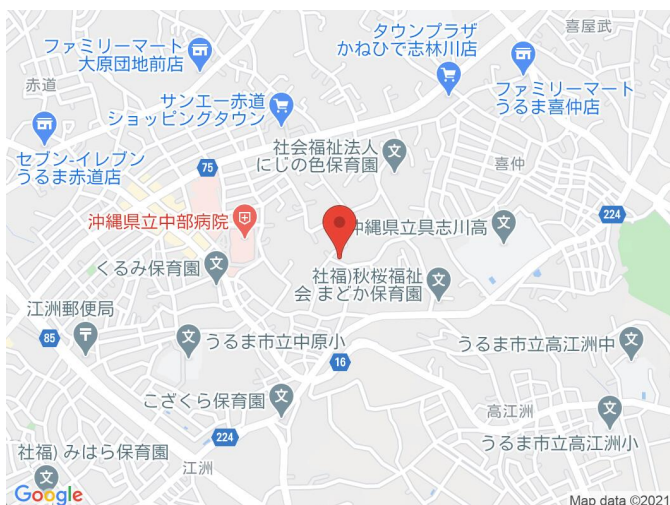 タウンプラザ
かねひで志林川店
喜屋武
ファミリーマート
大原団地前店
赤道
サンエー赤道
ショッピングタウン
ファミリーマート
うるま喜仲店
セブン-イレブン
うるま赤道店
75
社会福祉法人
にじの色保育園
喜仲
沖縄県立中部病院
沖縄県立具志川高
224
くるみ保育園
社福)秋桜福祉
会 まどか保育園
江洲郵便局
85
うるま市立中原小
16
うるま市立高江洲中
こざくら保育園
高江洲
224
うるま市立高江洲小
社福) みはら保育園
江洲
Google
Map data ©2021